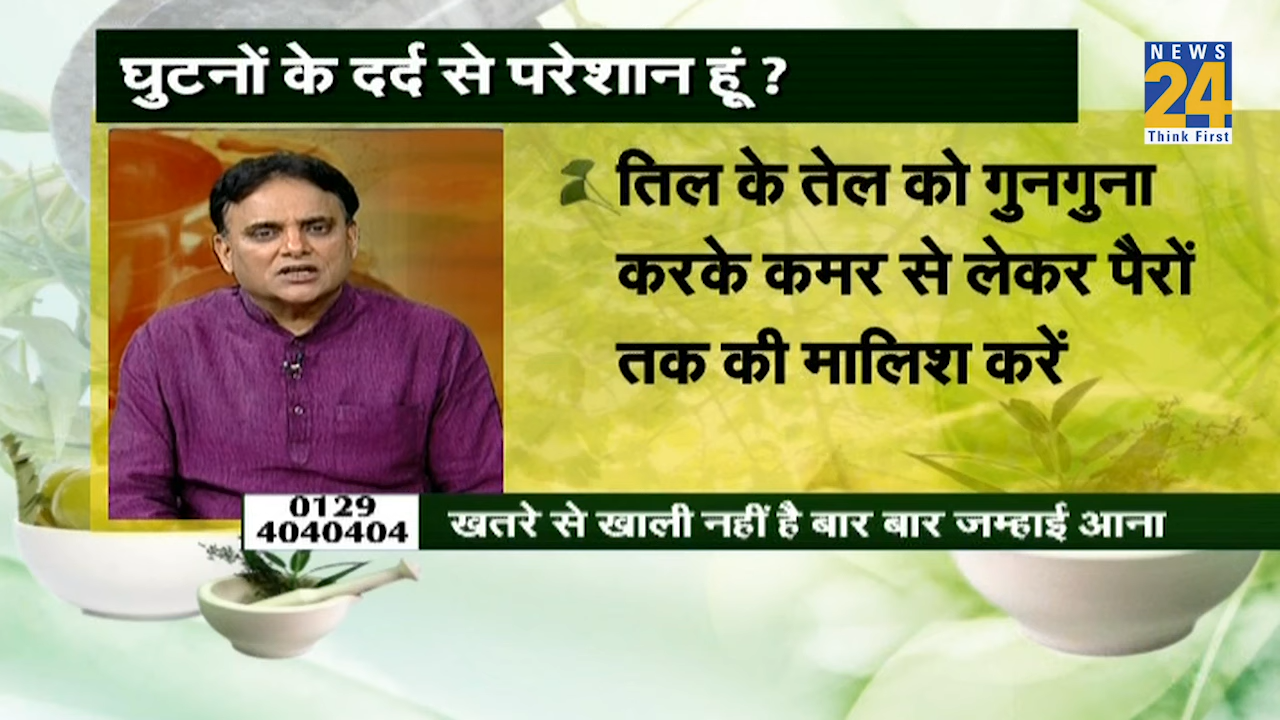 घुटनों के दर्द से परेशान हूं ?
NEWS
24
Think First
तिल के तेल को गुनगुना
करके कमर से लेकर पैरों
तक की मालिश करें
0129
4040404
खतरे से खाली नहीं है बार बार जम्हाई आना